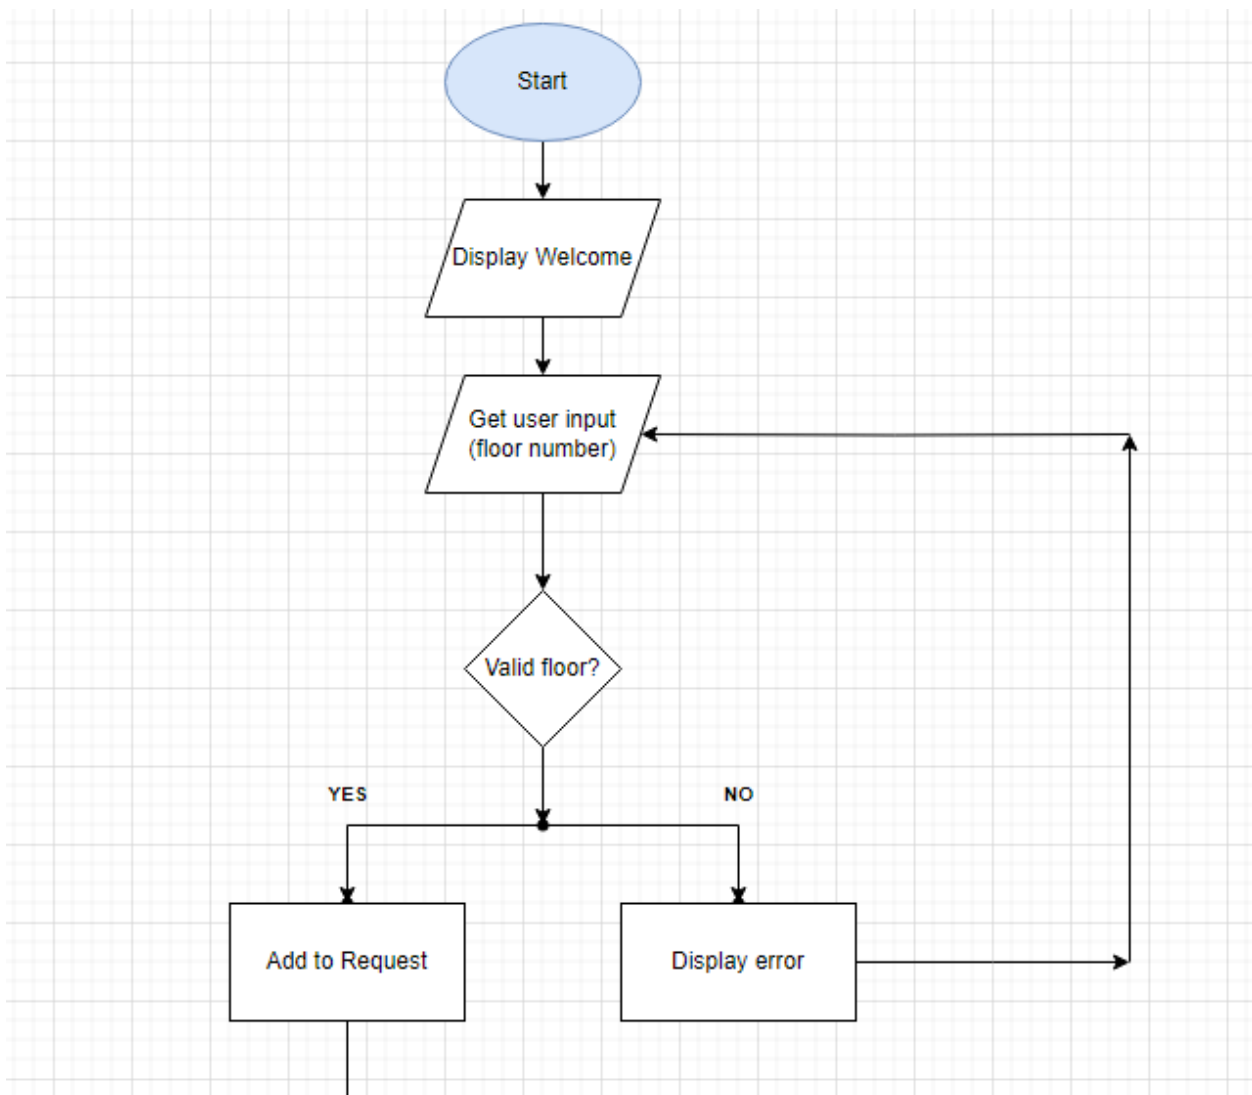 Start
Display Welcome
Get user input
(floor number)
Valid floor?
YES
NO
Add to Request
Display error